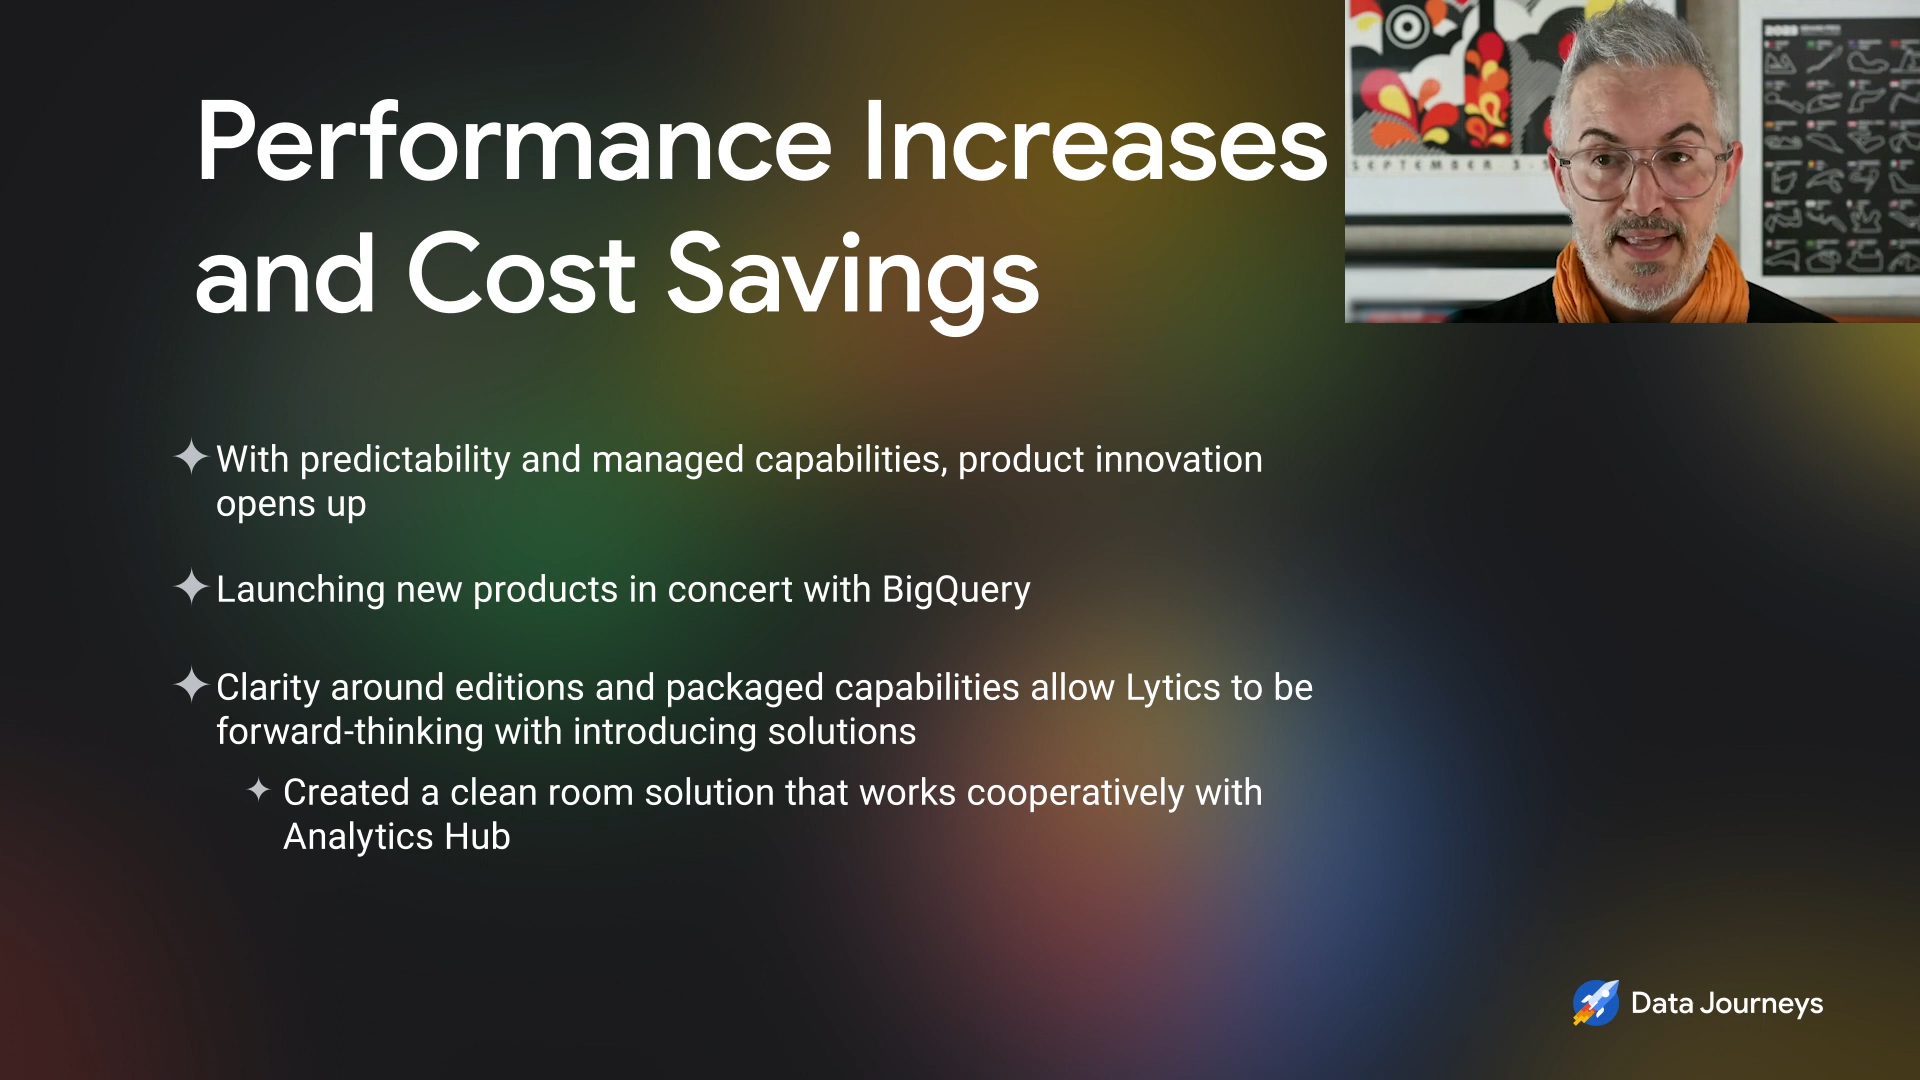 Performance Increases
and Cost Savings
With predictability and managed capabilities, product innovation
opens up
Launching new products in concert with BigQuery
Clarity around editions and packaged capabilities allow Lytics to be
forward-thinking with introducing solutions
Created a clean room solution that works cooperatively with
Analytics Hub
SEPTEMBER
2023
Data Journeys